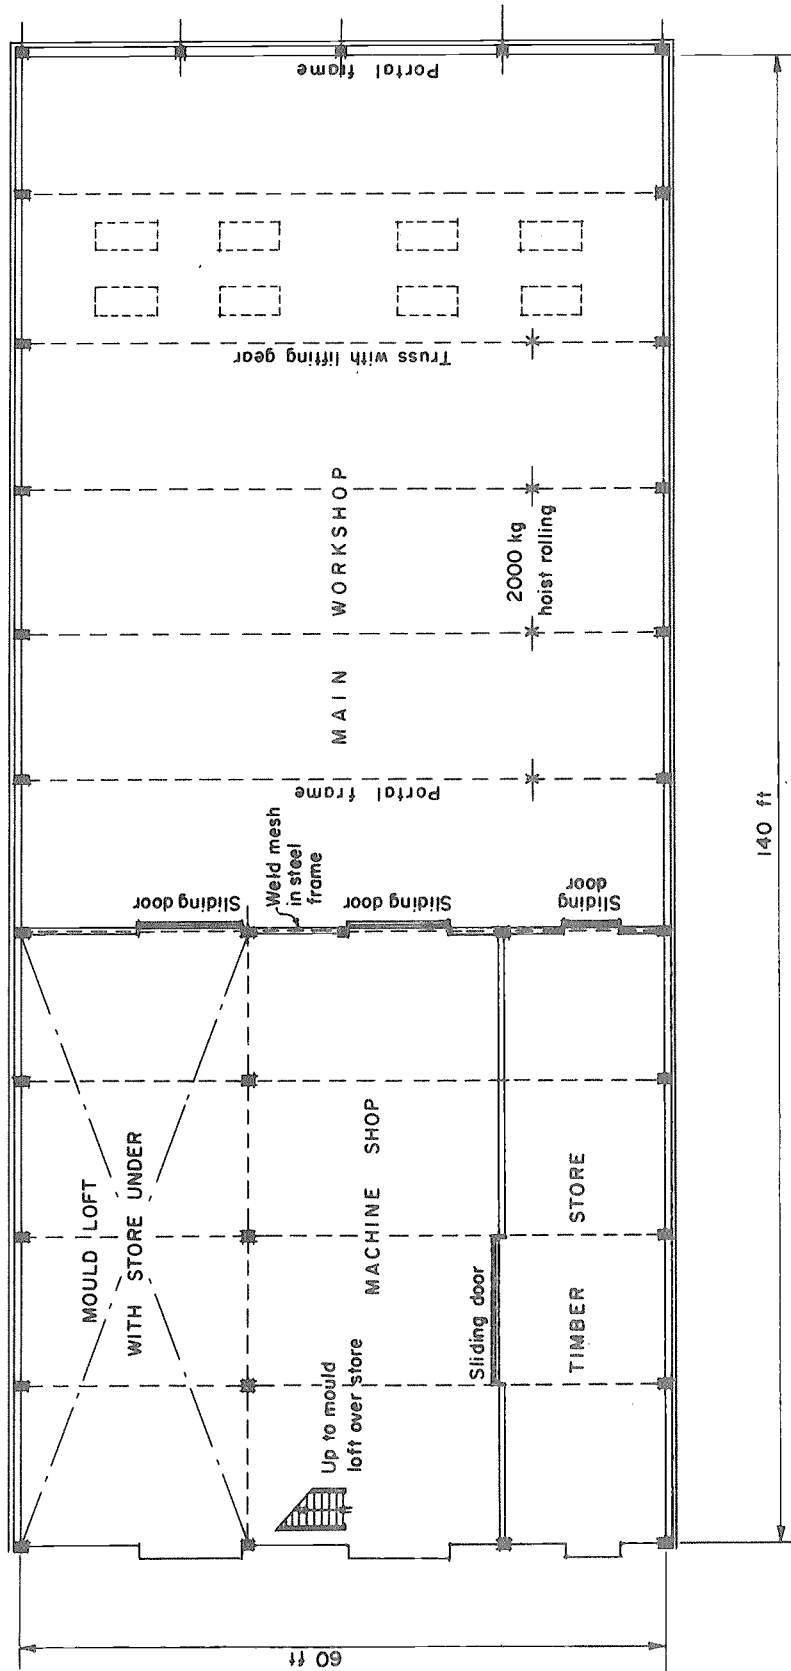 Portal frame
Truss with lifting gear
MAIN WORKSHOP
2000 kg
hoist rolling
Portal frame
140 ft
Sliding door
Weld mesh
in steel
frame
Sliding door
Sliding
door
MOULD LOFT
WITH STORE UNDER
MACHINE SHOP
TIMBER STORE
Sliding door
Up to mould
loft over store
60 ft